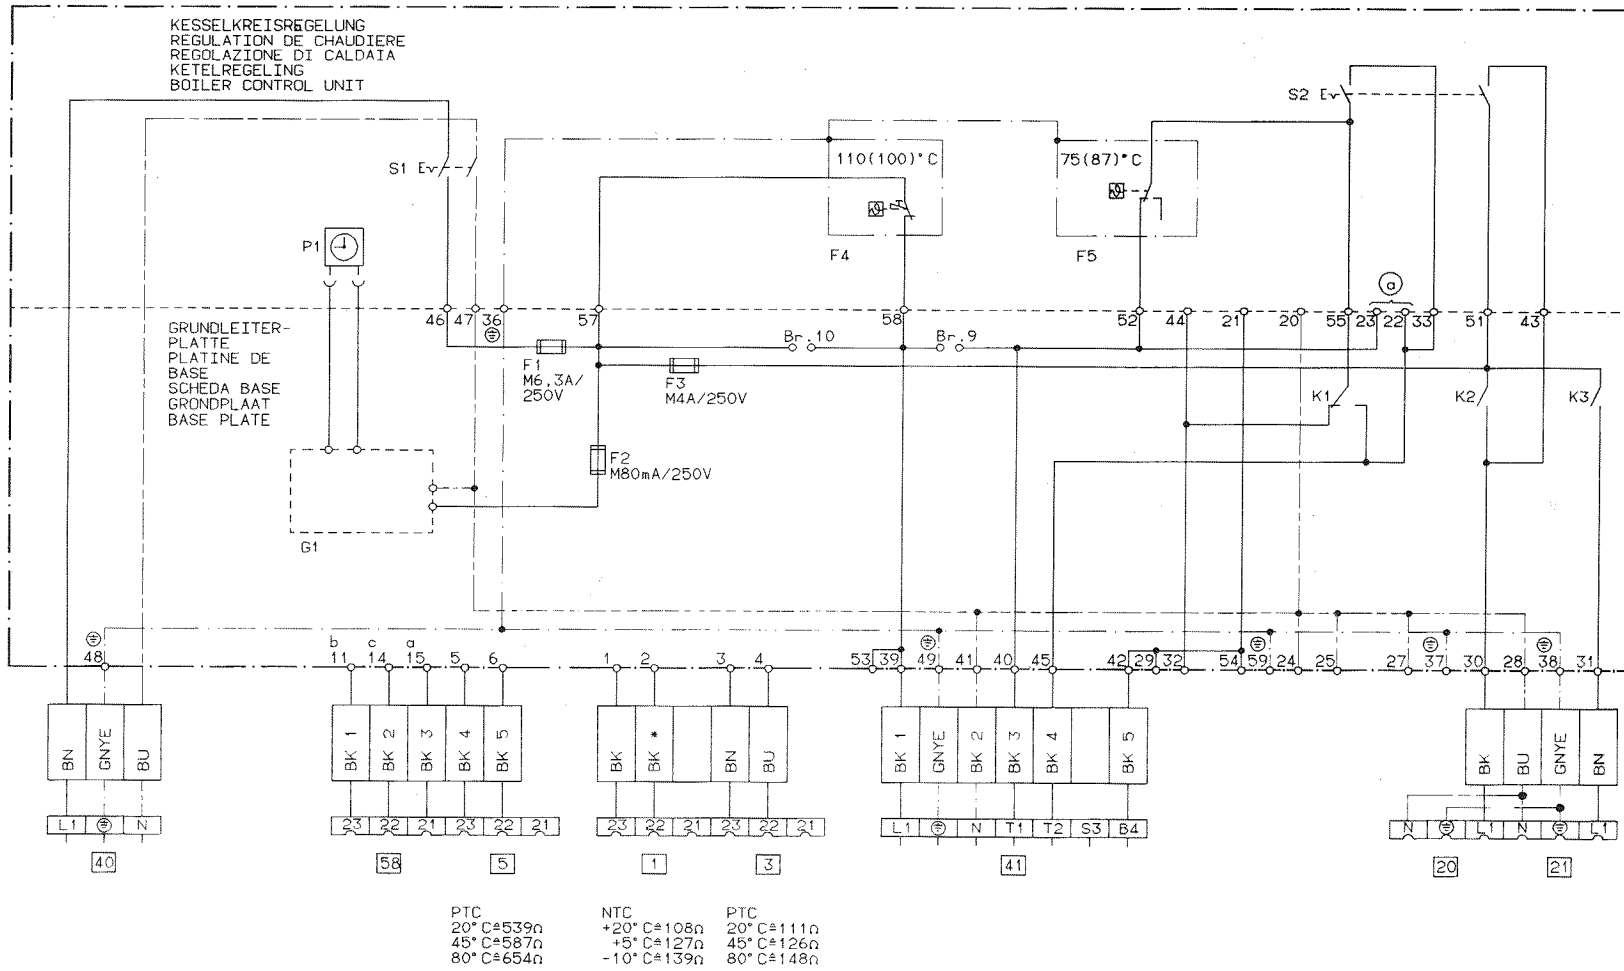 KESSELKREISREGELUNG
REGULATION DE CHAUDIERE
REGOLAZIONE DI CALDAIA
KETELREGELING
BOILER CONTROL UNIT
S2 E
110(100)°C
75(87)°C
S1 E
P1
F4
F5
a
46 47 36 57 58 52 44 21 20 55 23 22 33 51 43
GRUNDLEITER-
PLATTE
PLATINE DE
BASE
SCHEDA BASE
GRONDPLAAT
BASE PLATE
Br.10
Br.9
F1
M6,3A/
250V
F3
M4A/250V
K1
K2
K3
F2
M80mA/250V
G1
b c a
48 11 14 15 5 6 1 2 3 4 53 39 49 41 40 45 42 29 32 54 59 24 25 27 37 30 28 38 31
BN GNYE BU
BK 1 BK 2 BK 3 BK 4 BK 5
BK BK * BN BU
BK 1 GNYE BK 2 BK 3 BK 4 BK 5
BK BU GNYE BN
L1 N
23 22 21 23 22 21
23 22 21 23 22 21
L1 N T1 T2 S3 B4
N L1 N L1
40 58 5 1 3 41 20 21
PTC NTC PTC
20°C≙539Ω +20°C≙108Ω 20°C≙111Ω
45°C≙587Ω +5°C≙127Ω 45°C≙126Ω
80°C≙654Ω -10°C≙139Ω 80°C≙148Ω